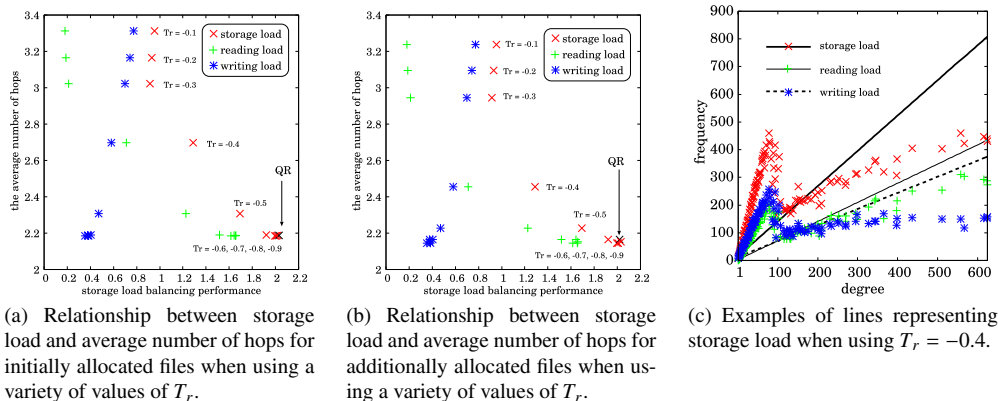 3.4
3.2
3
2.8
2.6
2.4
2.2
2
the average number of hops
storage load
reading load
writing load
Tr = -0.1
Tr = -0.2
Tr = -0.3
Tr = -0.4
Tr = -0.5
QR
Tr = -0.6, -0.7, -0.8, -0.9
0 0.2 0.4 0.6 0.8 1 1.2 1.4 1.6 1.8 2 2.2
storage load balancing performance
(a) Relationship between storage
load and average number of hops for
initially allocated files when using a
variety of values of T_r.
3.4
3.2
3
2.8
2.6
2.4
2.2
2
the average number of hops
storage load
reading load
writing load
Tr = -0.1
Tr = -0.2
Tr = -0.3
Tr = -0.4
Tr = -0.5
QR
Tr = -0.6, -0.7, -0.8, -0.9
0 0.2 0.4 0.6 0.8 1 1.2 1.4 1.6 1.8 2 2.2
storage load balancing performance
(b) Relationship between storage
load and average number of hops for
additionally allocated files when us-
ing a variety of values of T_r.
900
800
700
600
500
400
300
200
100
0
frequency
storage load
reading load
writing load
1 100 200 300 400 500 600
degree
(c) Examples of lines representing
storage load when using T_r = −0.4.